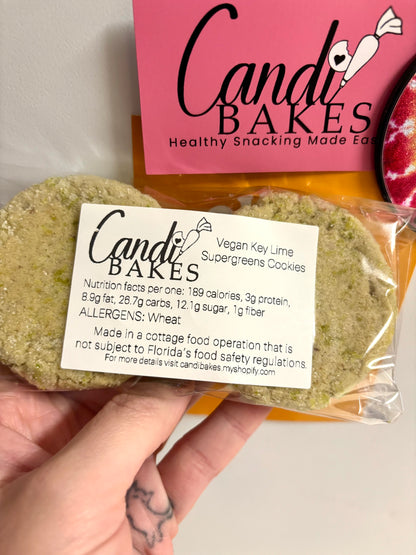 Candi
BAKES
Healthy Snacking Made Eas
Candi
BAKES
Vegan Key Lime
Supergreens Cookies
Nutrition facts per one: 189 calories, 3g protein,
8.9g fat, 26.7g carbs, 12.1g sugar, 1g fiber
ALLERGENS: Wheat
Made in a cottage food operation that is
not subject to Florida's food safety regulations.
For more details visit candibakes.myshopify.com